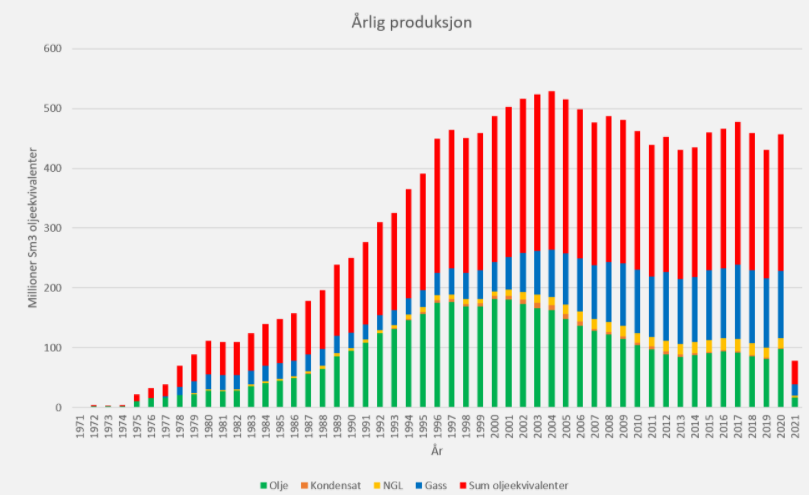 Årlig produksjon
Millioner Sm3 oljeekvivalenter
600
500
400
300
200
100
0
1971 1972 1973 1974 1975 1976 1977 1978 1979 1980 1981 1982 1983 1984 1985 1986 1987 1988 1989 1990 1991 1992 1993 1994 1995 1996 1997 1998 1999 2000 2001 2002 2003 2004 2005 2006 2007 2008 2009 2010 2011 2012 2013 2014 2015 2016 2017 2018 2019 2020 2021
År
Olje Kondensat NGL Gass Sum oljeekvivalenter